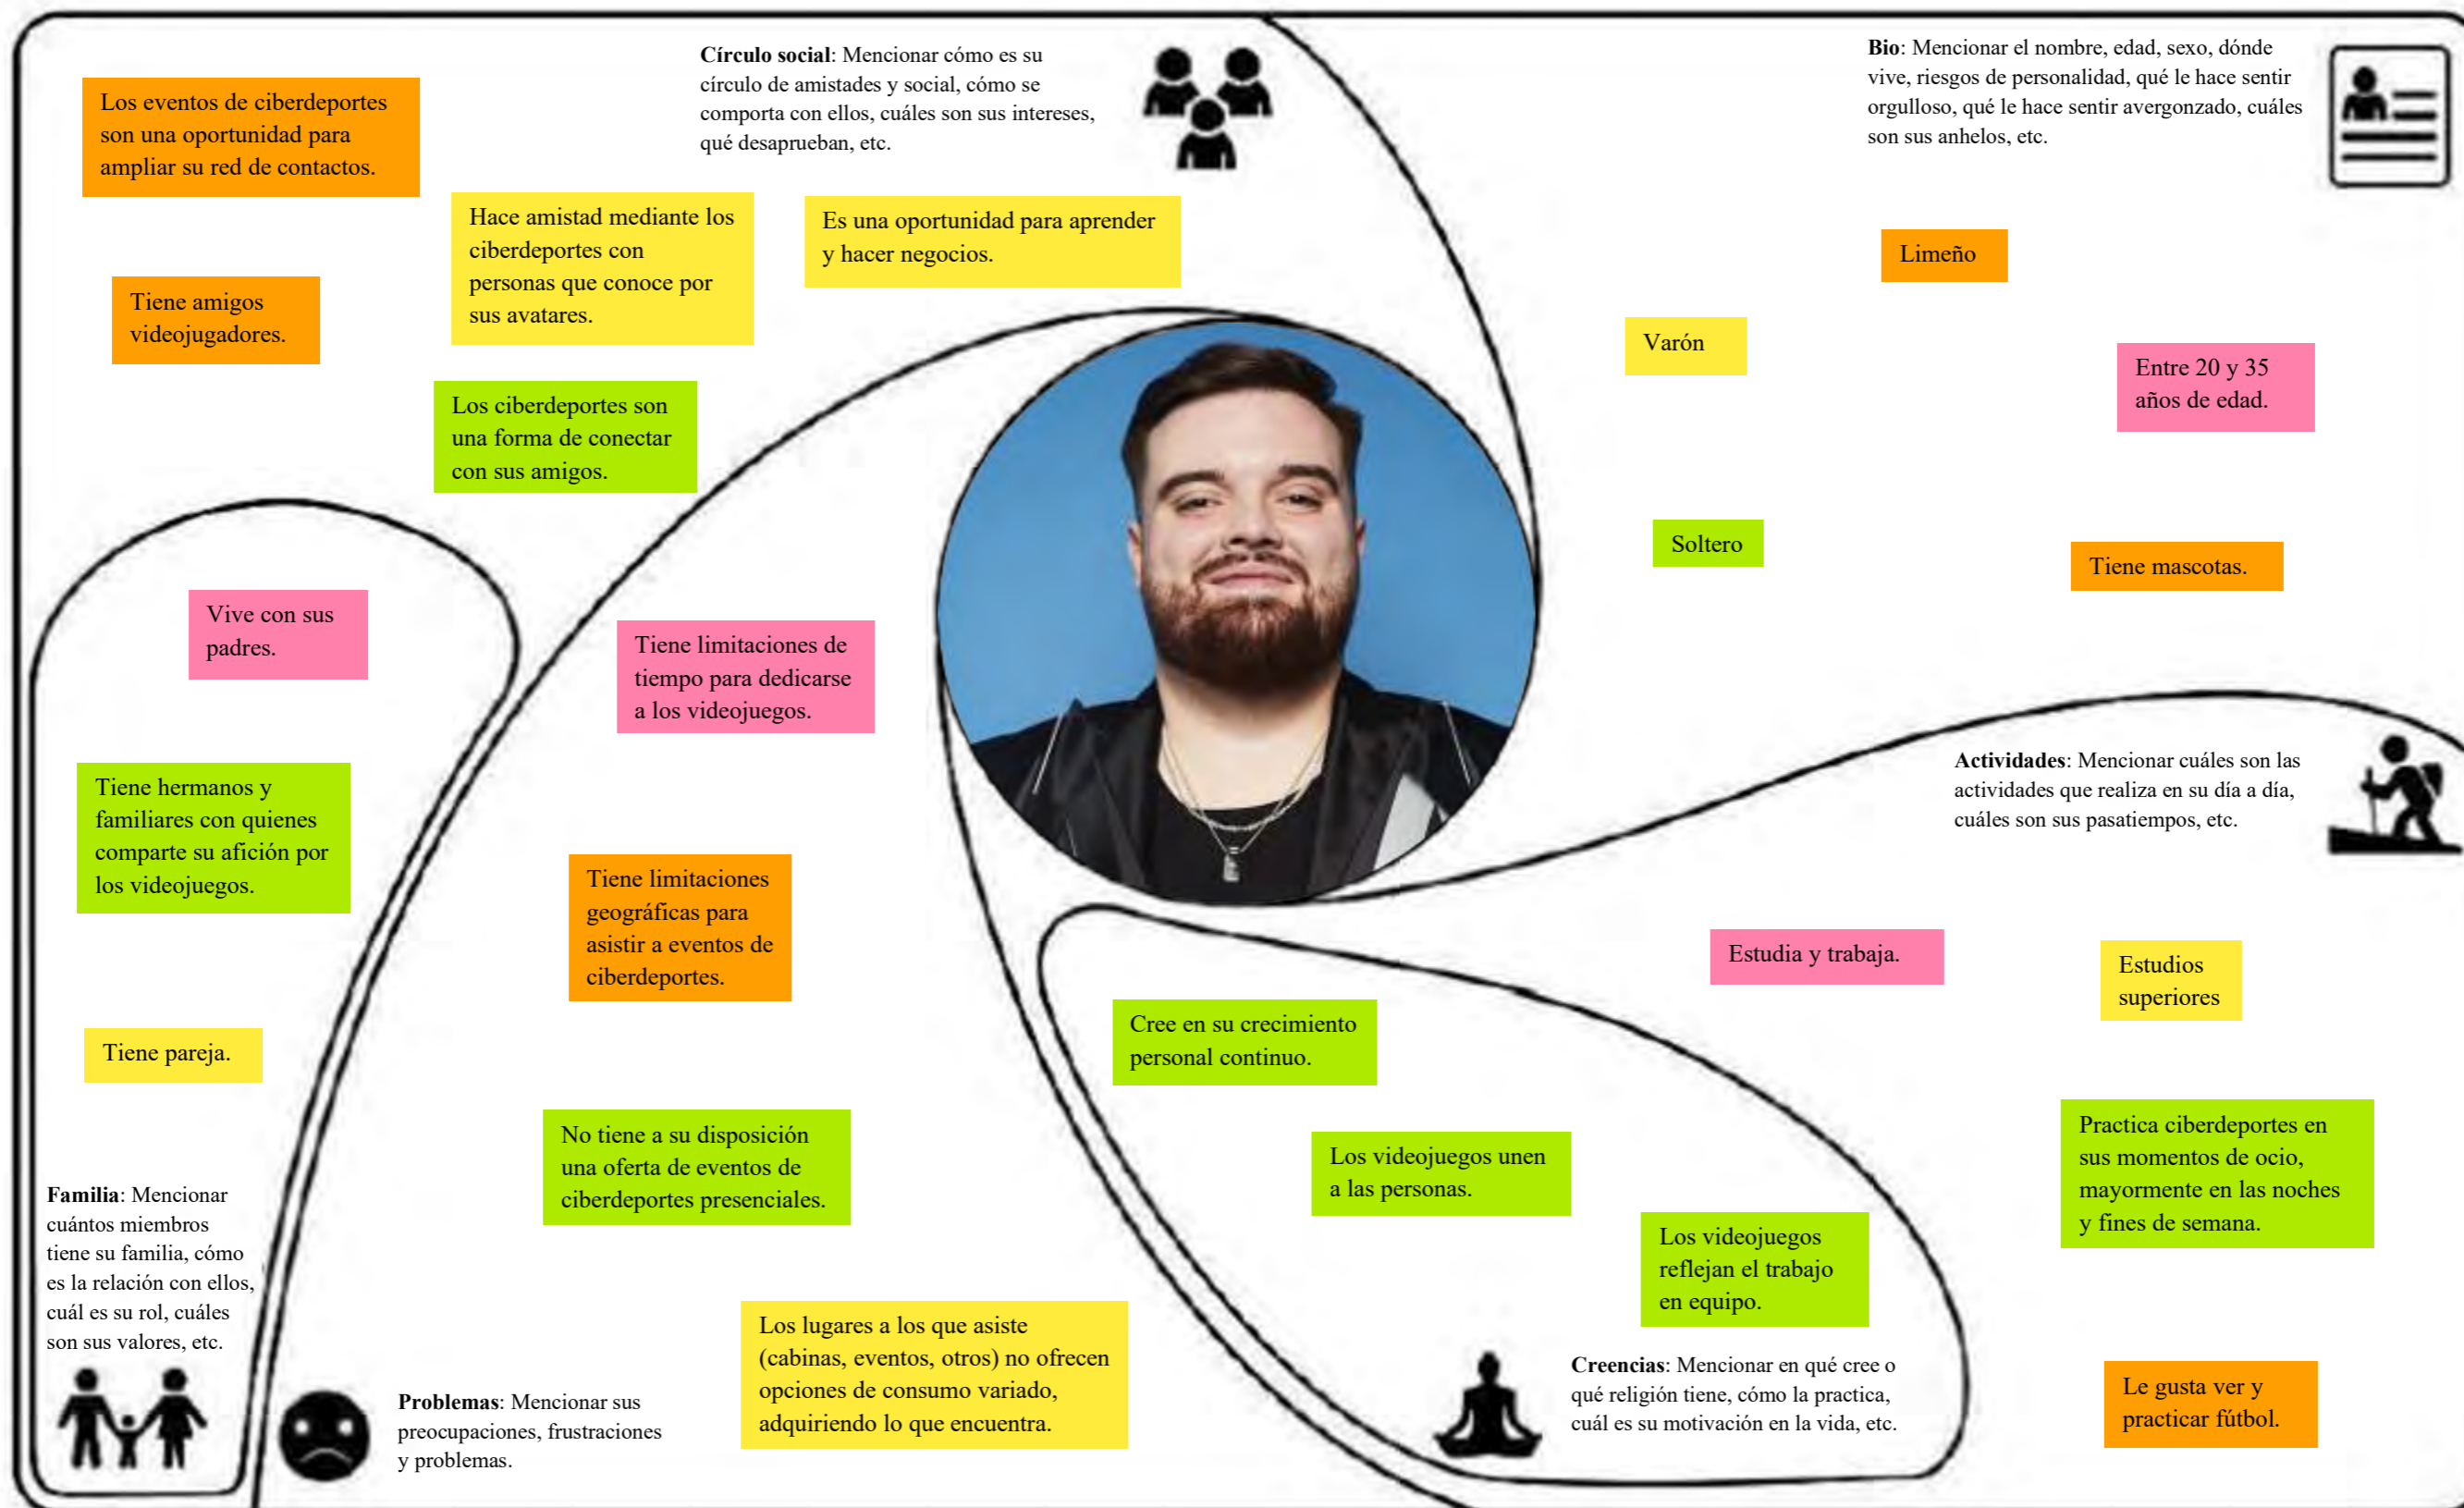 Círculo social: Mencionar cómo es su
círculo de amistades y social, cómo se
comporta con ellos, cuáles son sus intereses,
qué desaprueban, etc.
Los eventos de ciberdeportes
son una oportunidad para
ampliar su red de contactos.
Hace amistad mediante los
ciberdeportes con
personas que conoce por
sus avatares.
Es una oportunidad para aprender
y hacer negocios.
Tiene amigos
videojugadores.
Los ciberdeportes son
una forma de conectar
con sus amigos.
Bio: Mencionar el nombre, edad, sexo, dónde
vive, riesgos de personalidad, qué le hace sentir
orgulloso, qué le hace sentir avergonzado, cuáles
son sus anhelos, etc.
Limeño
Varón
Entre 20 y 35
años de edad.
Soltero
Tiene mascotas.
Vive con sus
padres.
Tiene hermanos y
familiares con quienes
comparte su afición por
los videojuegos.
Tiene pareja.
Familia: Mencionar
cuántos miembros
tiene su familia, cómo
es la relación con ellos,
cuál es su rol, cuáles
son sus valores, etc.
Tiene limitaciones de
tiempo para dedicarse
a los videojuegos.
Tiene limitaciones
geográficas para
asistir a eventos de
ciberdeportes.
No tiene a su disposición
una oferta de eventos de
ciberdeportes presenciales.
Los lugares a los que asiste
(cabinas, eventos, otros) no ofrecen
opciones de consumo variado,
adquiriendo lo que encuentra.
Problemas: Mencionar sus
preocupaciones, frustraciones
y problemas.
Cree en su crecimiento
personal continuo.
Los videojuegos unen
a las personas.
Los videojuegos
reflejan el trabajo
en equipo.
Creencias: Mencionar en qué cree o
qué religión tiene, cómo la practica,
cuál es su motivación en la vida, etc.
Actividades: Mencionar cuáles son las
actividades que realiza en su día a día,
cuáles son sus pasatiempos, etc.
Estudia y trabaja.
Estudios
superiores
Practica ciberdeportes en
sus momentos de ocio,
mayormente en las noches
y fines de semana.
Le gusta ver y
practicar fútbol.